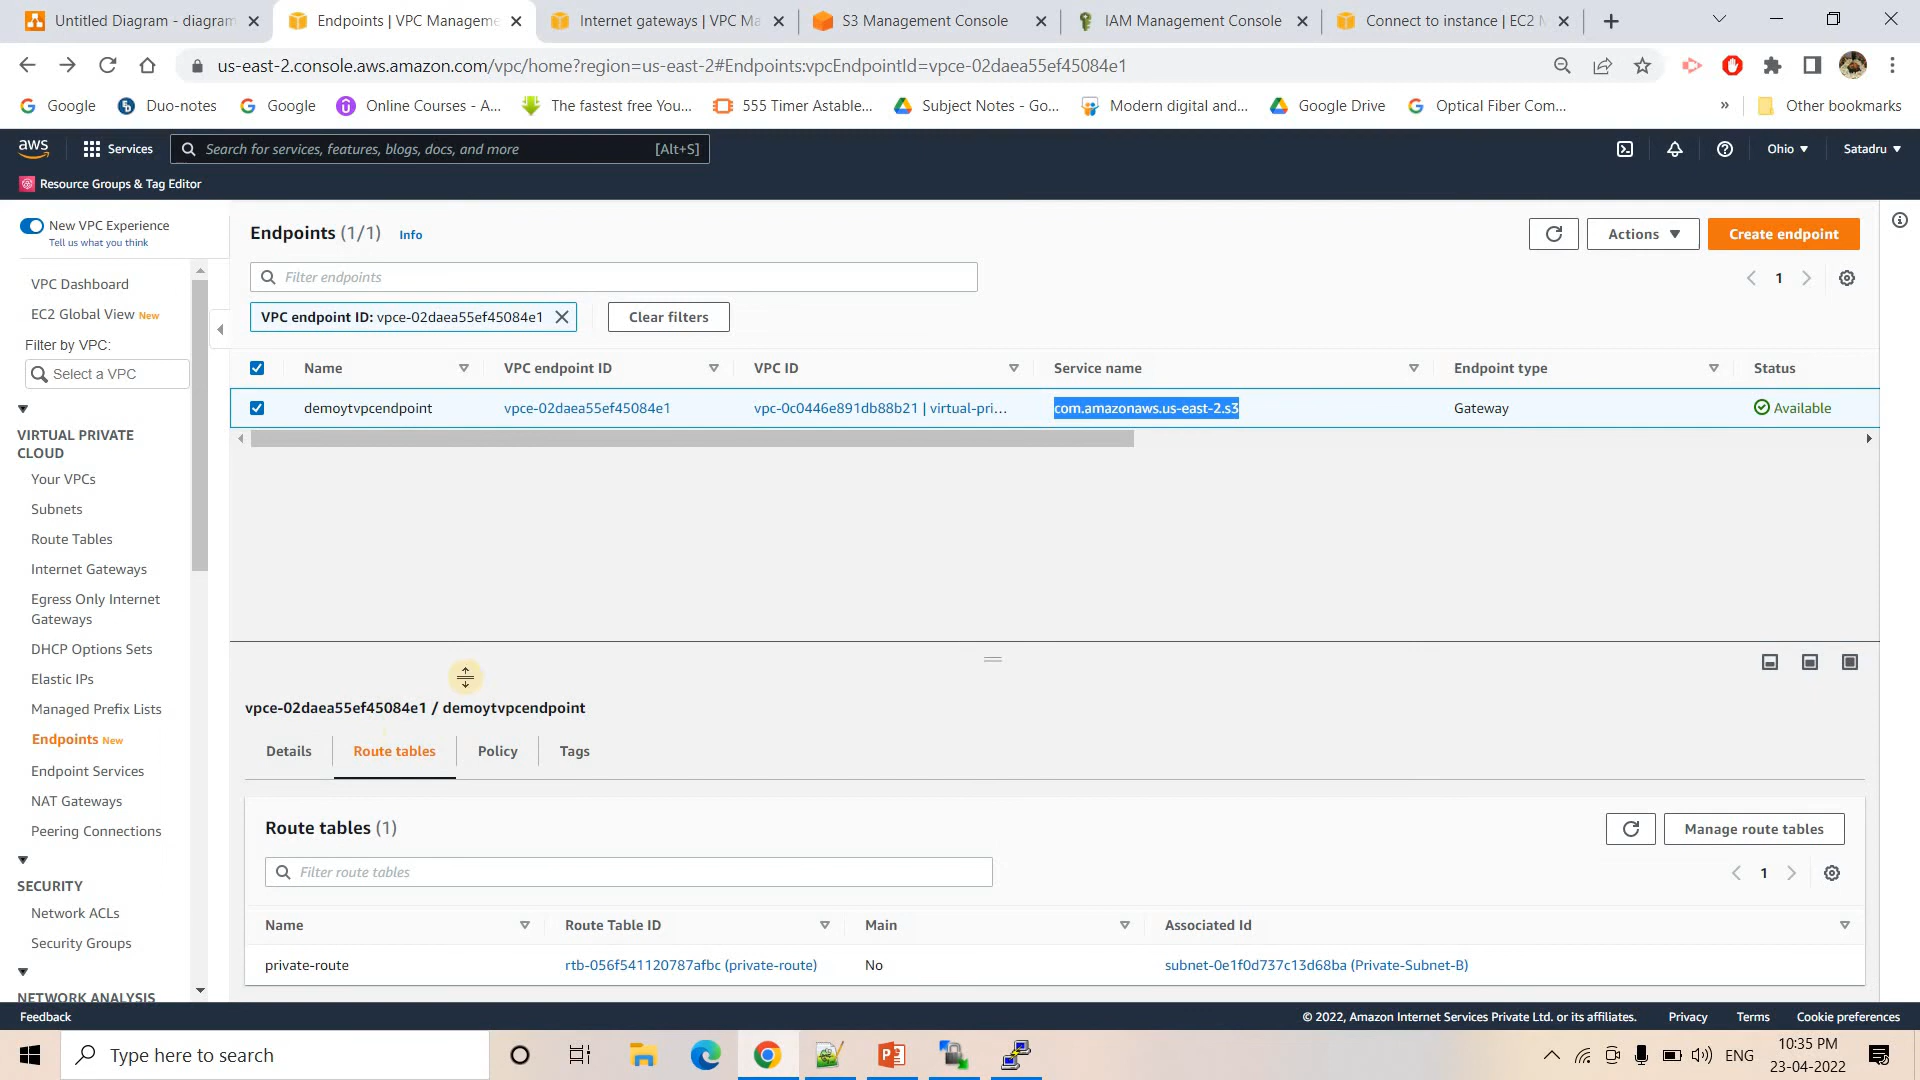 Untitled Diagram - diagram
Endpoints | VPC Manageme
Internet gateways | VPC Ma
S3 Management Console
IAM Management Console
Connect to instance | EC2 M
us-east-2.console.aws.amazon.com/vpc/home?region=us-east-2#Endpoints:vpcEndpointId=vpce-02daea55ef45084e1
Google
Duo-notes
Google
Online Courses - A...
The fastest free You...
555 Timer Astable...
Subject Notes - Go...
Modern digital and...
Google Drive
Optical Fiber Com...
»
Other bookmarks
aws
Services
Search for services, features, blogs, docs, and more
[Alt+S]
Ohio
Satadru
Resource Groups & Tag Editor
New VPC Experience
Tell us what you think
VPC Dashboard
EC2 Global View New
Filter by VPC:
Select a VPC
VIRTUAL PRIVATE
CLOUD
Your VPCs
Subnets
Route Tables
Internet Gateways
Egress Only Internet
Gateways
DHCP Options Sets
Elastic IPs
Managed Prefix Lists
Endpoints New
Endpoint Services
NAT Gateways
Peering Connections
SECURITY
Network ACLs
Security Groups
NETWORK ANALYSIS
Endpoints (1/1) Info
Actions
Create endpoint
Filter endpoints
1
VPC endpoint ID: vpce-02daea55ef45084e1
Clear filters
Name
VPC endpoint ID
VPC ID
Service name
Endpoint type
Status
demoytvpcendpoint
vpce-02daea55ef45084e1
vpc-0c0446e891db88b21 | virtual-pri...
com.amazonaws.us-east-2.s3
Gateway
Available
vpce-02daea55ef45084e1 / demoytvpcendpoint
Details
Route tables
Policy
Tags
Route tables (1)
Manage route tables
Filter route tables
1
Name
Route Table ID
Main
Associated Id
private-route
rtb-056f541120787afbc (private-route)
No
subnet-0e1f0d737c13d68ba (Private-Subnet-B)
Feedback
© 2022, Amazon Internet Services Private Ltd. or its affiliates.
Privacy
Terms
Cookie preferences
Type here to search
ENG
10:35 PM
23-04-2022